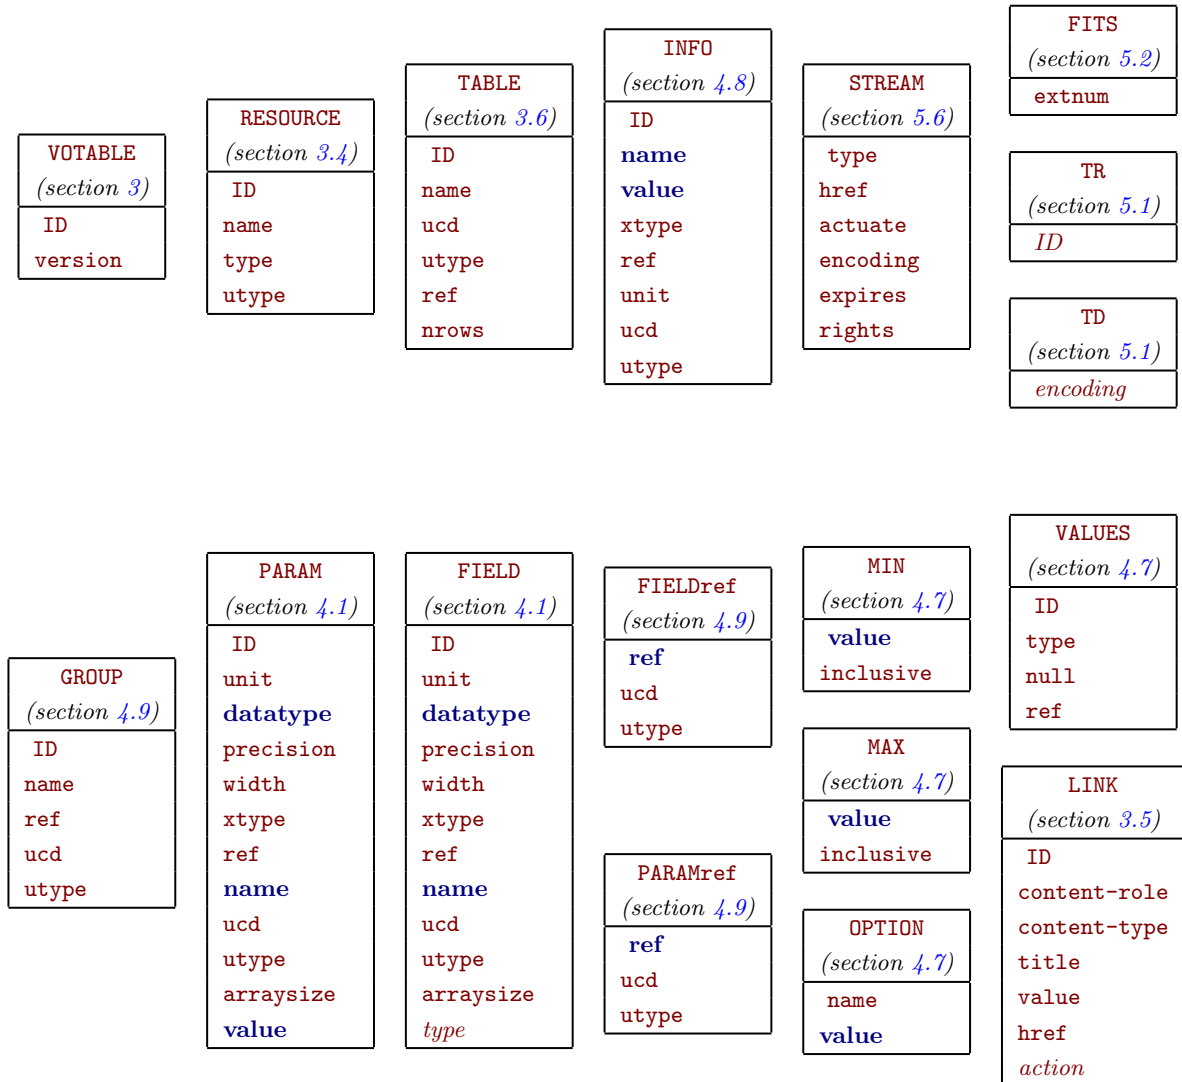 VOTABLE
(section 3)
ID
version
RESOURCE
(section 3.4)
ID
name
type
utype
TABLE
(section 3.6)
ID
name
ucd
utype
ref
nrows
INFO
(section 4.8)
ID
name
value
xtype
ref
unit
ucd
utype
STREAM
(section 5.6)
type
href
actuate
encoding
expires
rights
FITS
(section 5.2)
extnum
TR
(section 5.1)
ID
TD
(section 5.1)
encoding
GROUP
(section 4.9)
ID
name
ref
ucd
utype
PARAM
(section 4.1)
ID
unit
datatype
precision
width
xtype
ref
name
ucd
utype
arraysize
value
FIELD
(section 4.1)
ID
unit
datatype
precision
width
xtype
ref
name
ucd
utype
arraysize
type
FIELDref
(section 4.9)
ref
ucd
utype
PARAMref
(section 4.9)
ref
ucd
utype
MIN
(section 4.7)
value
inclusive
MAX
(section 4.7)
value
inclusive
OPTION
(section 4.7)
name
value
VALUES
(section 4.7)
ID
type
null
ref
LINK
(section 3.5)
ID
content-role
content-type
title
value
href
action